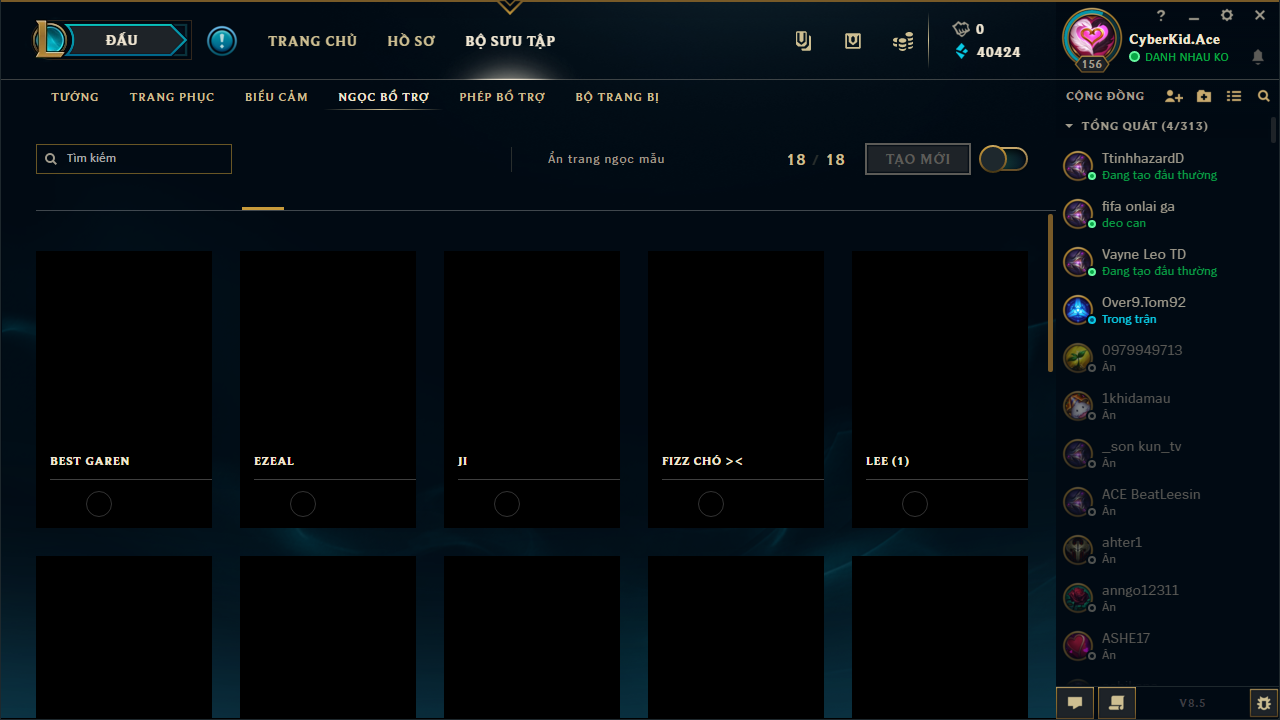 ĐẤU
TRANG CHỦ
HỒ SƠ
BỘ SƯU TẬP
0
40424
156
CyberKid.Ace
DANH NHAU KO
TƯỚNG
TRANG PHỤC
BIỂU CẢM
NGỌC BỔ TRỢ
PHÉP BỔ TRỢ
BỘ TRANG BỊ
Tìm kiếm
Ẩn trang ngọc mẫu
18 / 18
TẠO MỚI
BEST GAREN
EZEAL
JI
FIZZ CHÓ ><
LEE (1)
CỘNG ĐỒNG
TỔNG QUÁT (4/313)
TtinhhazardD
Đang tạo đấu thường
fifa onlai ga
deo can
Vayne Leo TD
Đang tạo đấu thường
Over9.Tom92
Trong trận
0979949713
Ẩn
1khidamau
Ẩn
_son kun_tv
Ẩn
ACE BeatLeesin
Ẩn
ahter1
Ẩn
anngo12311
Ẩn
ASHE17
Ẩn
V8.5